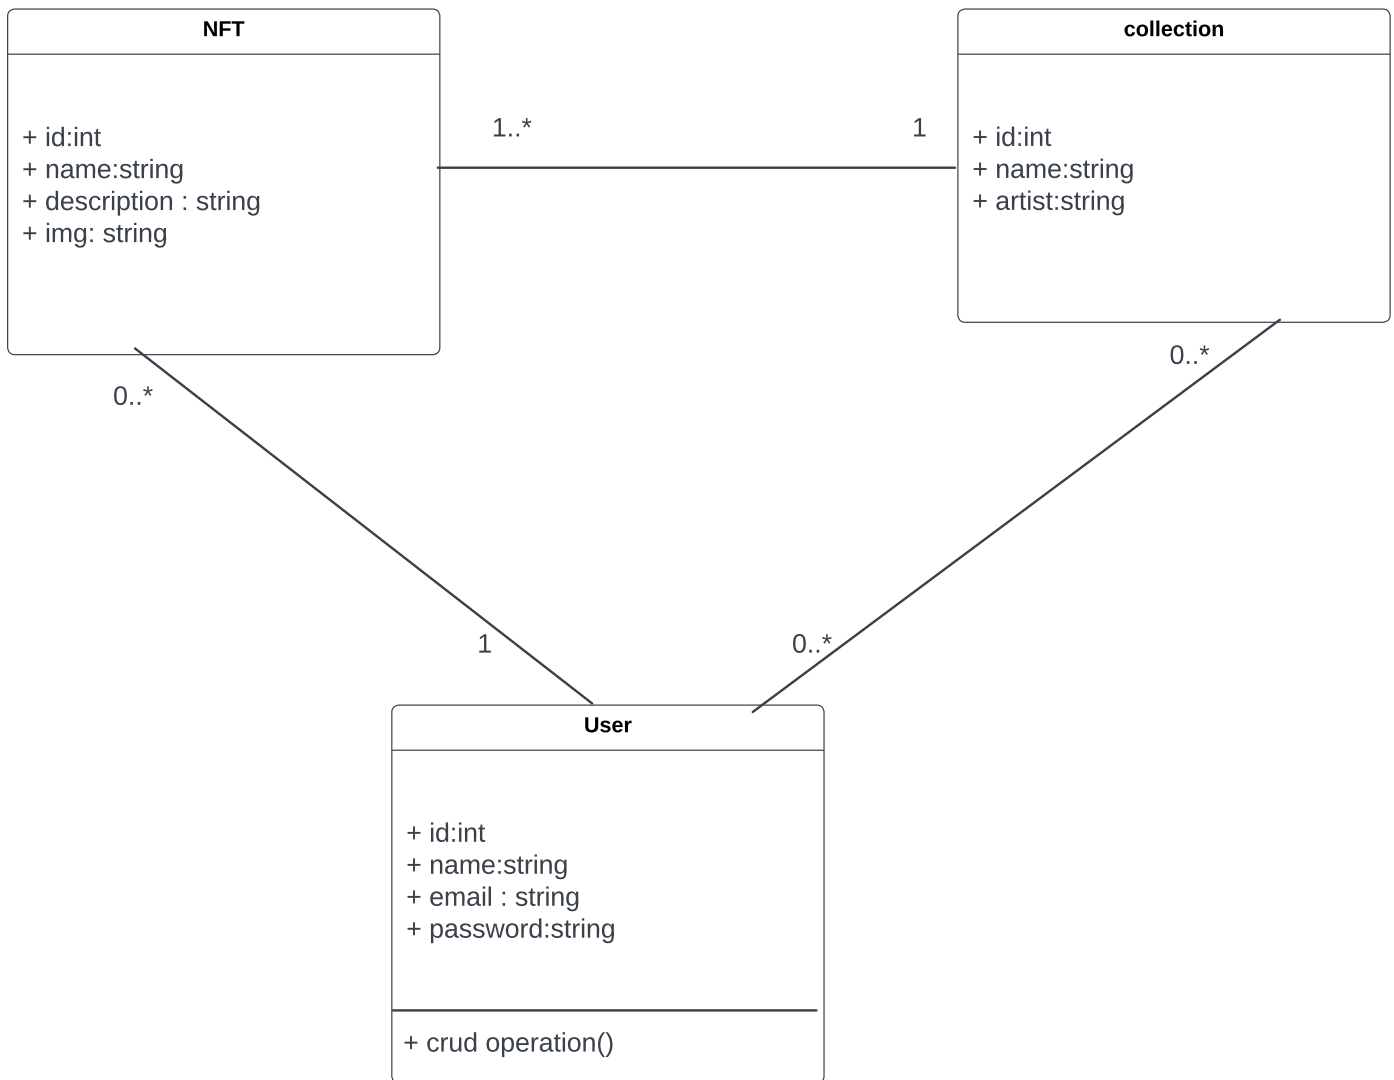 NFT
+ id:int
+ name:string
+ description : string
+ img: string
1..*
1
collection
+ id:int
+ name:string
+ artist:string
0..*
0..*
1
0..*
User
+ id:int
+ name:string
+ email : string
+ password:string
+ crud operation()